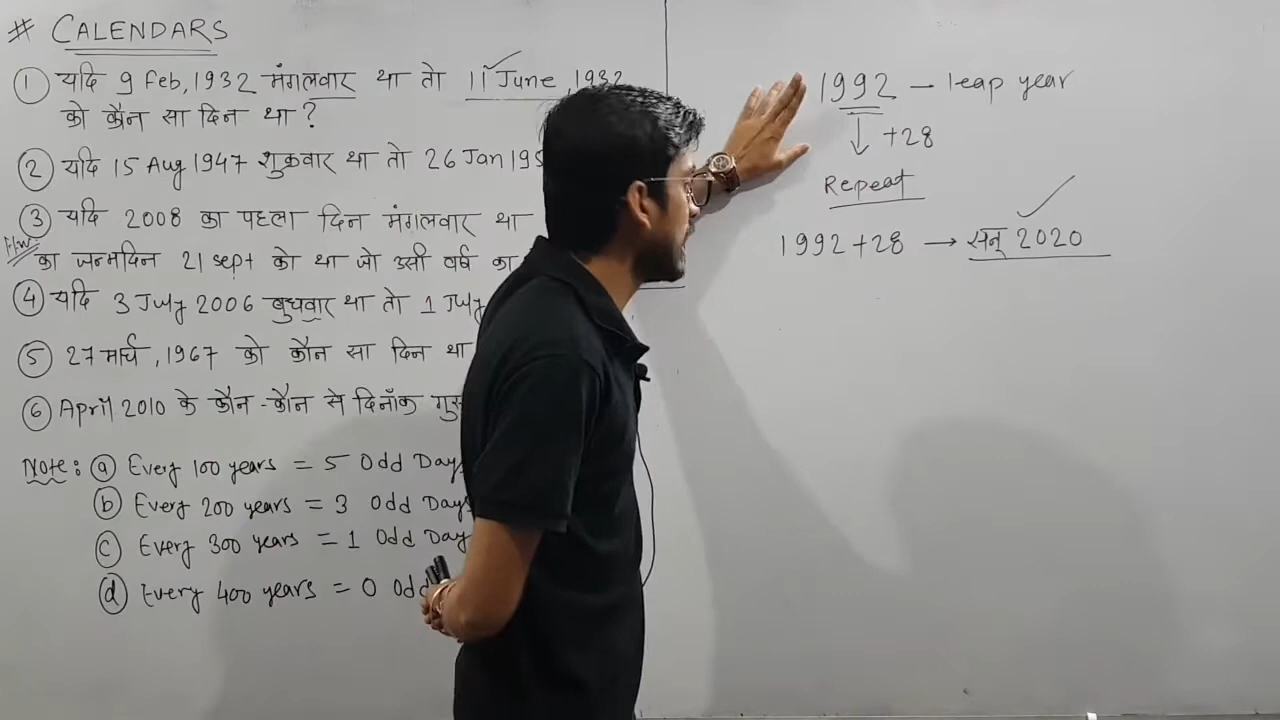 # CALENDARS
① यदि 9 Feb, 1932 मंगलवार था तो 11 June, 1932
को कौन सा दिन था ?
② यदि 15 Aug 1947 शुक्रवार था तो 26 Jan 195
③ यदि 2008 का पहला दिन मंगलवार था
H.W का जन्मदिन 21 Sept को था जो उसी वर्ष का
④ यदि 3 July 2006 बुधवार था तो 1 July
⑤ 27 मार्च, 1967 को कौन सा दिन था
⑥ April 2010 के कौन-कौन से दिनाँक
Note: ⓐ Every 100 years = 5 Odd Days
ⓑ Every 200 years = 3 Odd Days
ⓒ Every 300 years = 1 Odd Day
ⓓ Every 400 years = 0 Odd
1992 – leap year
↓ +28
Repeat
1992+28 → सन् 2020